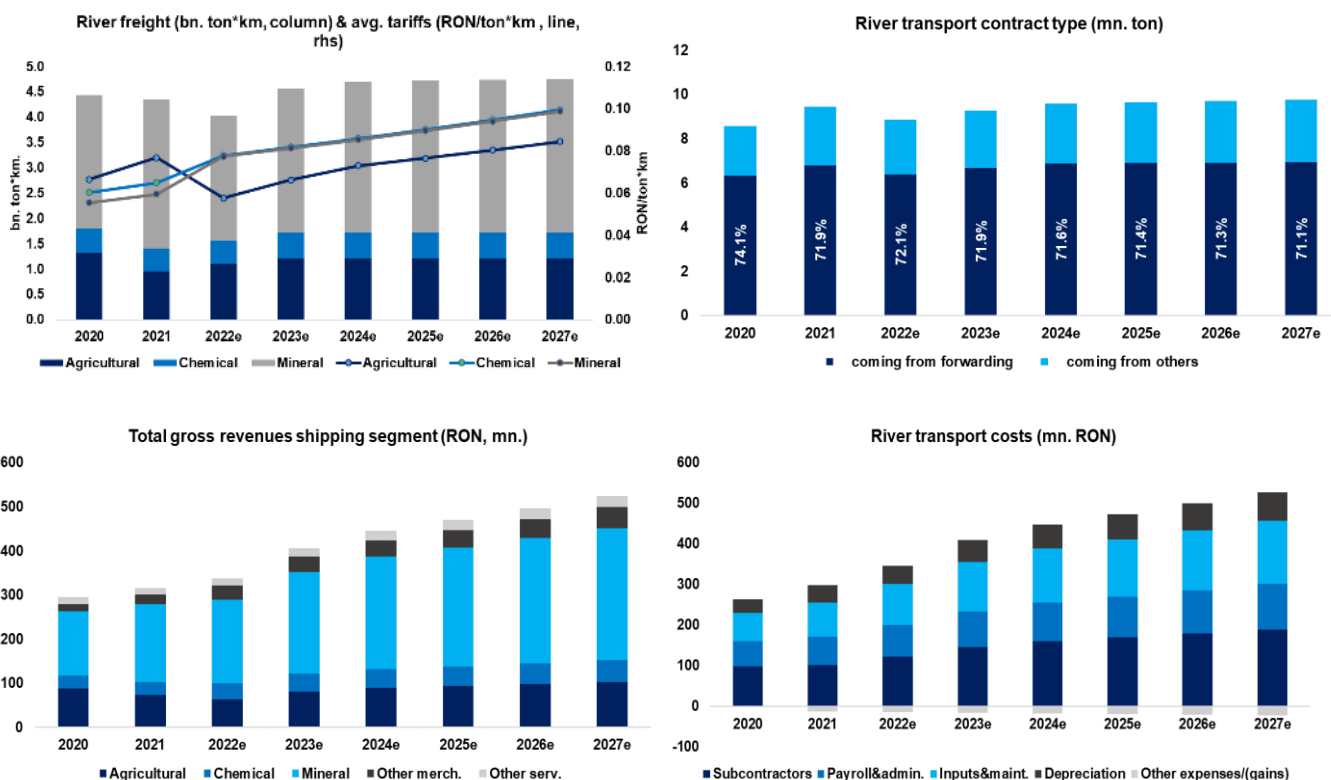 River freight (bn. ton*km, column) & avg. tariffs (RON/ton*km , line,
rhs)
5.0
4.5
4.0
3.5
3.0
2.5
2.0
1.5
1.0
0.5
0.0
bn. ton*km.
0.12
0.10
0.08
0.06
0.04
0.02
0.00
RON/ton*km
2020 2021 2022e 2023e 2024e 2025e 2026e 2027e
Agricultural Chemical Mineral Agricultural Chemical Mineral
River transport contract type (mn. ton)
12
10
8
6
4
2
0
74.1% 71.9% 72.1% 71.9% 71.6% 71.4% 71.3% 71.1%
2020 2021 2022e 2023e 2024e 2025e 2026e 2027e
coming from forwarding coming from others
Total gross revenues shipping segment (RON, mn.)
600
500
400
300
200
100
0
2020 2021 2022e 2023e 2024e 2025e 2026e 2027e
Agricultural Chemical Mineral Other merch. Other serv.
River transport costs (mn. RON)
600
500
400
300
200
100
0
-100
2020 2021 2022e 2023e 2024e 2025e 2026e 2027e
Subcontractors Payroll&admin. Inputs&maint. Depreciation Other expenses/(gains)